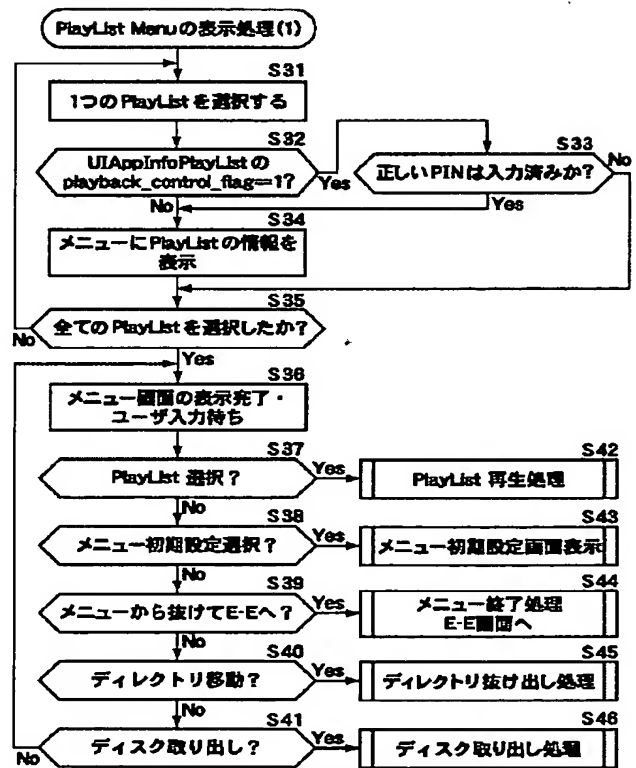 PlayList Menuの表示処理(1)
S31
1つのPlayListを選択する
S32
UIAppInfoPlayListの
playback_control_flag==1?
Yes
No
S33
正しいPINは入力済みか?
No
Yes
S34
メニューにPlayListの情報を
表示
S35
全てのPlayListを選択したか?
No
Yes
S36
メニュー画面の表示完了・
ユーザ入力待ち
S37
PlayList 選択?
Yes
No
S42
PlayList 再生処理
S38
メニュー初期設定選択?
Yes
No
S43
メニュー初期設定画面表示
S39
メニューから抜けてE-Eへ?
Yes
No
S44
メニュー終了処理
E-E画面へ
S40
ディレクトリ移動?
Yes
No
S45
ディレクトリ抜け出し処理
S41
ディスク取り出し?
Yes
No
S46
ディスク取り出し処理